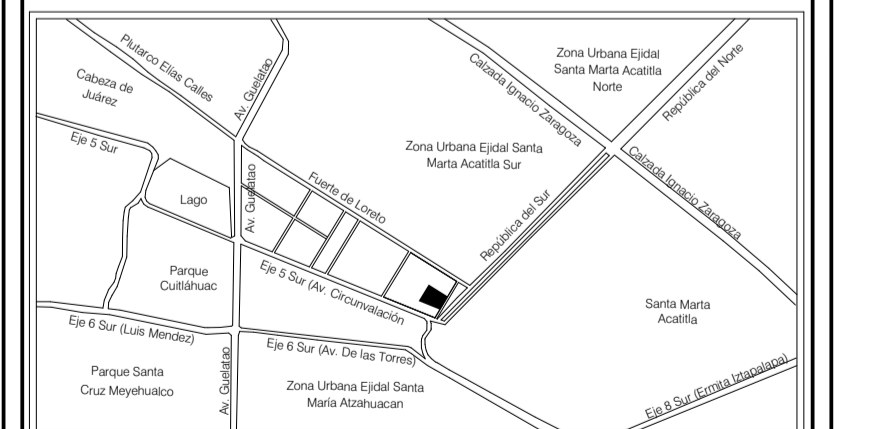 Plutarco Elías Calles
Cabeza de
Juárez
Av. Guelatao
Calzada Ignacio Zaragoza
Zona Urbana Ejidal
Santa Marta Acatitla
Norte
República del Norte
Eje 5 Sur
Zona Urbana Ejidal Santa
Marta Acatitla Sur
Calzada Ignacio Zaragoza
Lago
Av. Guelatao
Fuerte de Loreto
República del Sur
Parque
Cuitláhuac
Eje 5 Sur (Av. Circunvalación
Santa Marta
Acatitla
Eje 6 Sur (Luis Mendez)
Eje 6 Sur (Av. De las Torres)
Parque Santa
Cruz Meyehualco
Av. Guelatao
Zona Urbana Ejidal Santa
María Atzahuacan
Eje 8 Sur (Ermita Iztapalapa)